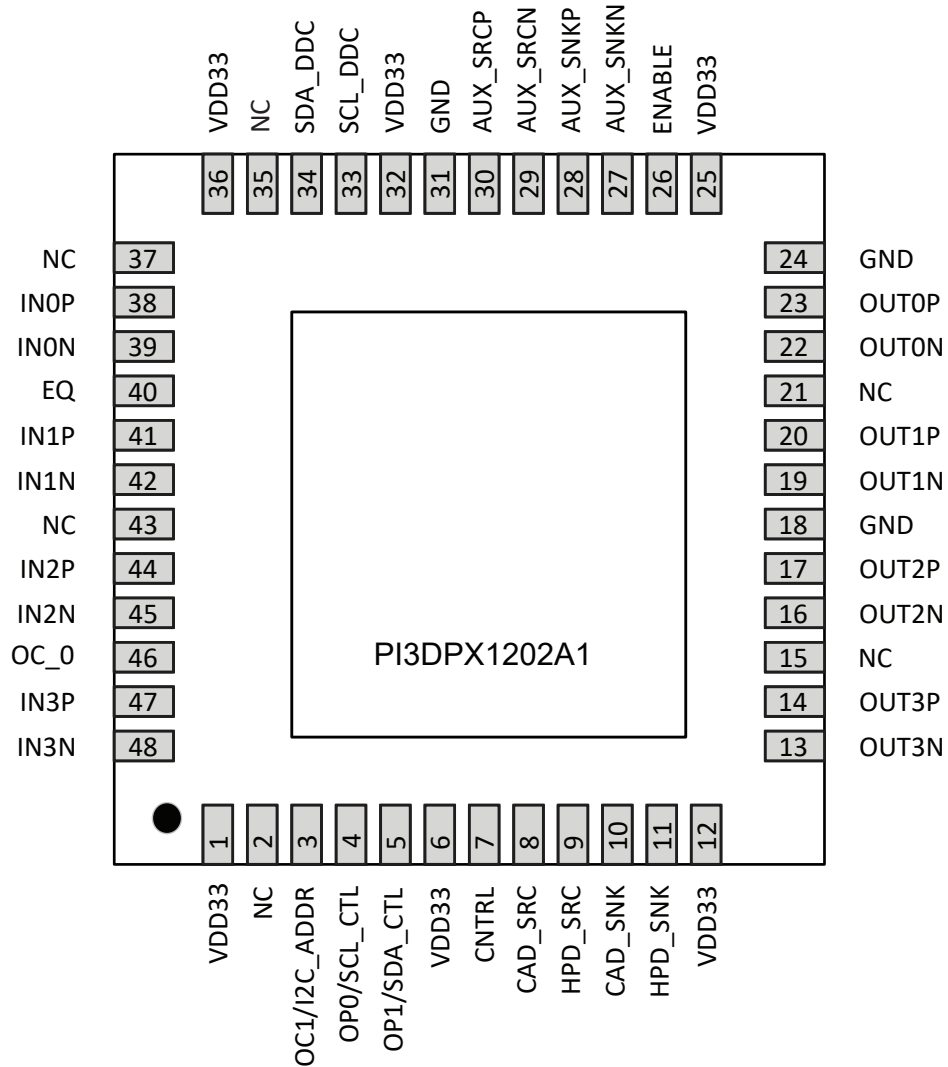 VDD33
NC
SDA_DDC
SCL_DDC
VDD33
GND
AUX_SRCP
AUX_SRCN
AUX_SNKP
AUX_SNKN
ENABLE
VDD33
36
35
34
33
32
31
30
29
28
27
26
25
NC 37
IN0P 38
IN0N 39
EQ 40
IN1P 41
IN1N 42
NC 43
IN2P 44
IN2N 45
OC_0 46
IN3P 47
IN3N 48
24 GND
23 OUT0P
22 OUT0N
21 NC
20 OUT1P
19 OUT1N
18 GND
17 OUT2P
16 OUT2N
15 NC
14 OUT3P
13 OUT3N
PI3DPX1202A1
1
2
3
4
5
6
7
8
9
10
11
12
VDD33
NC
OC1/I2C_ADDR
OP0/SCL_CTL
OP1/SDA_CTL
VDD33
CNTRL
CAD_SRC
HPD_SRC
CAD_SNK
HPD_SNK
VDD33